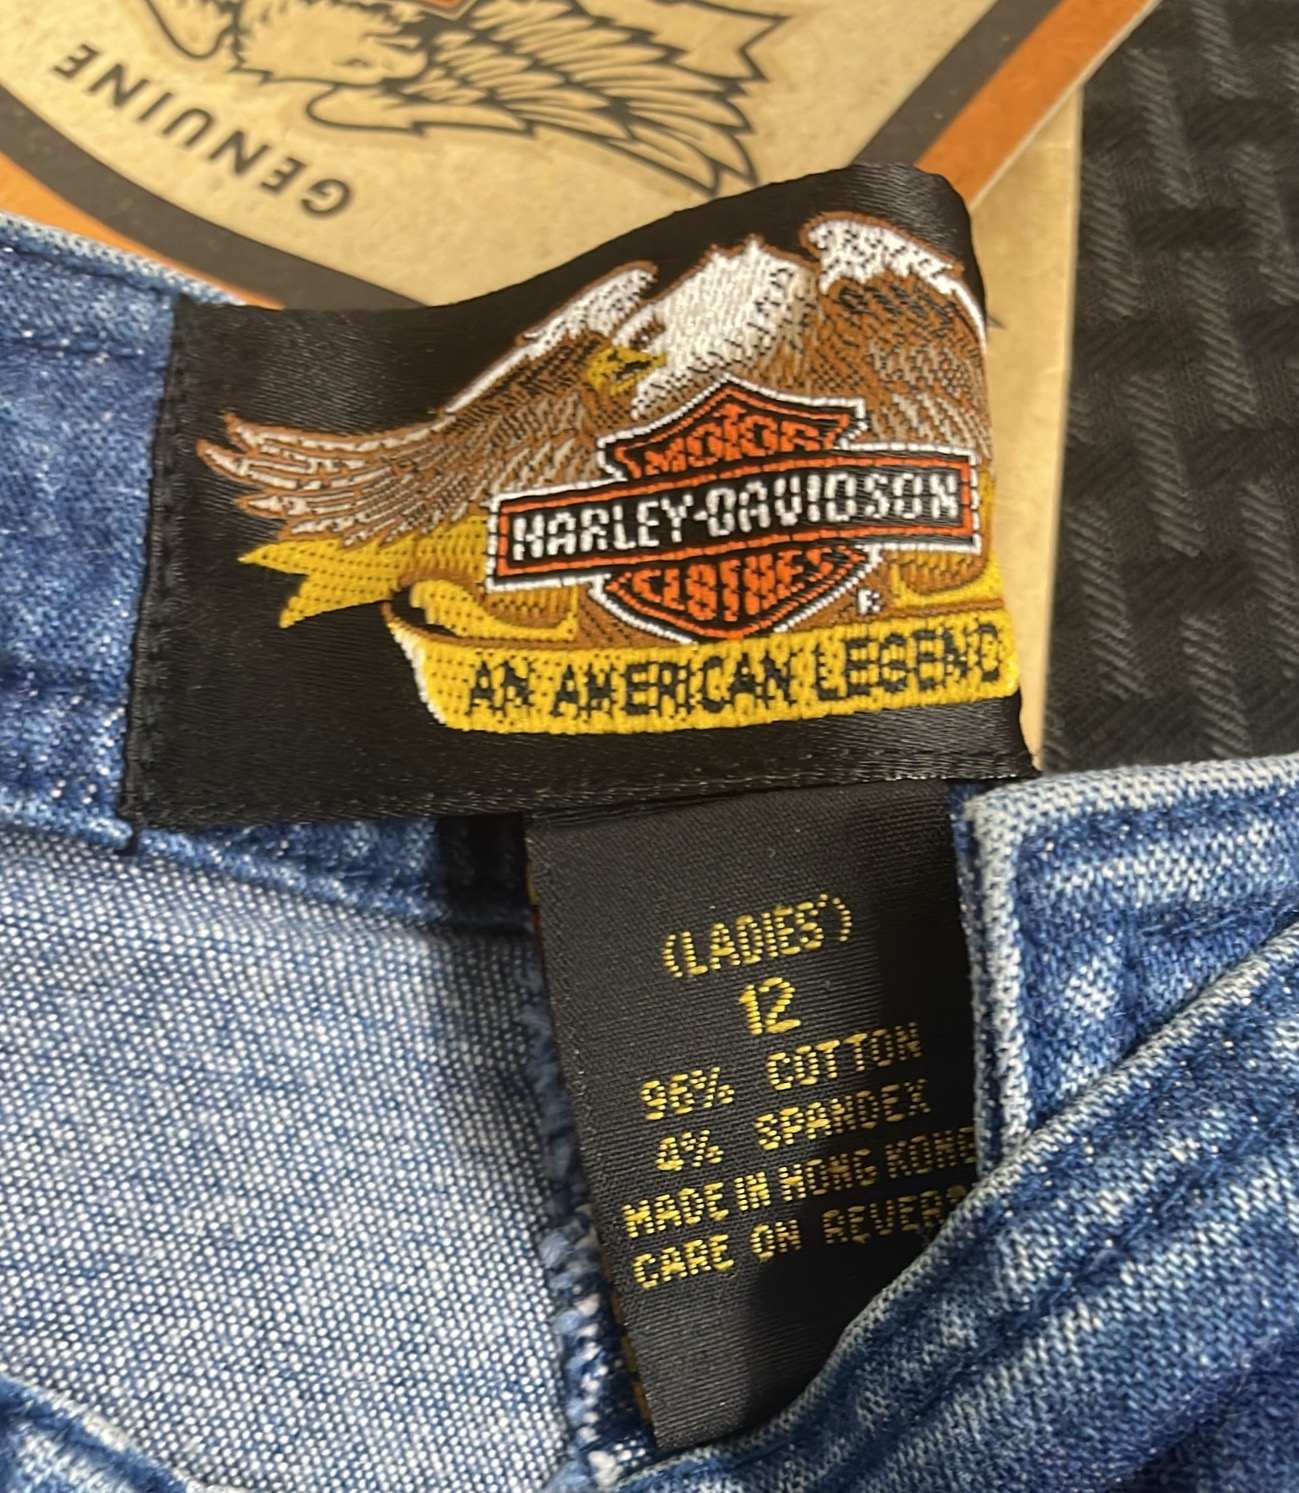 GENUINE
MOTOR
HARLEY-DAVIDSON
CLOTHES
®
AN AMERICAN LEGEND
(LADIES')
12
96% COTTON
4% SPANDEX
MADE IN HONG KONG
CARE ON REVERS